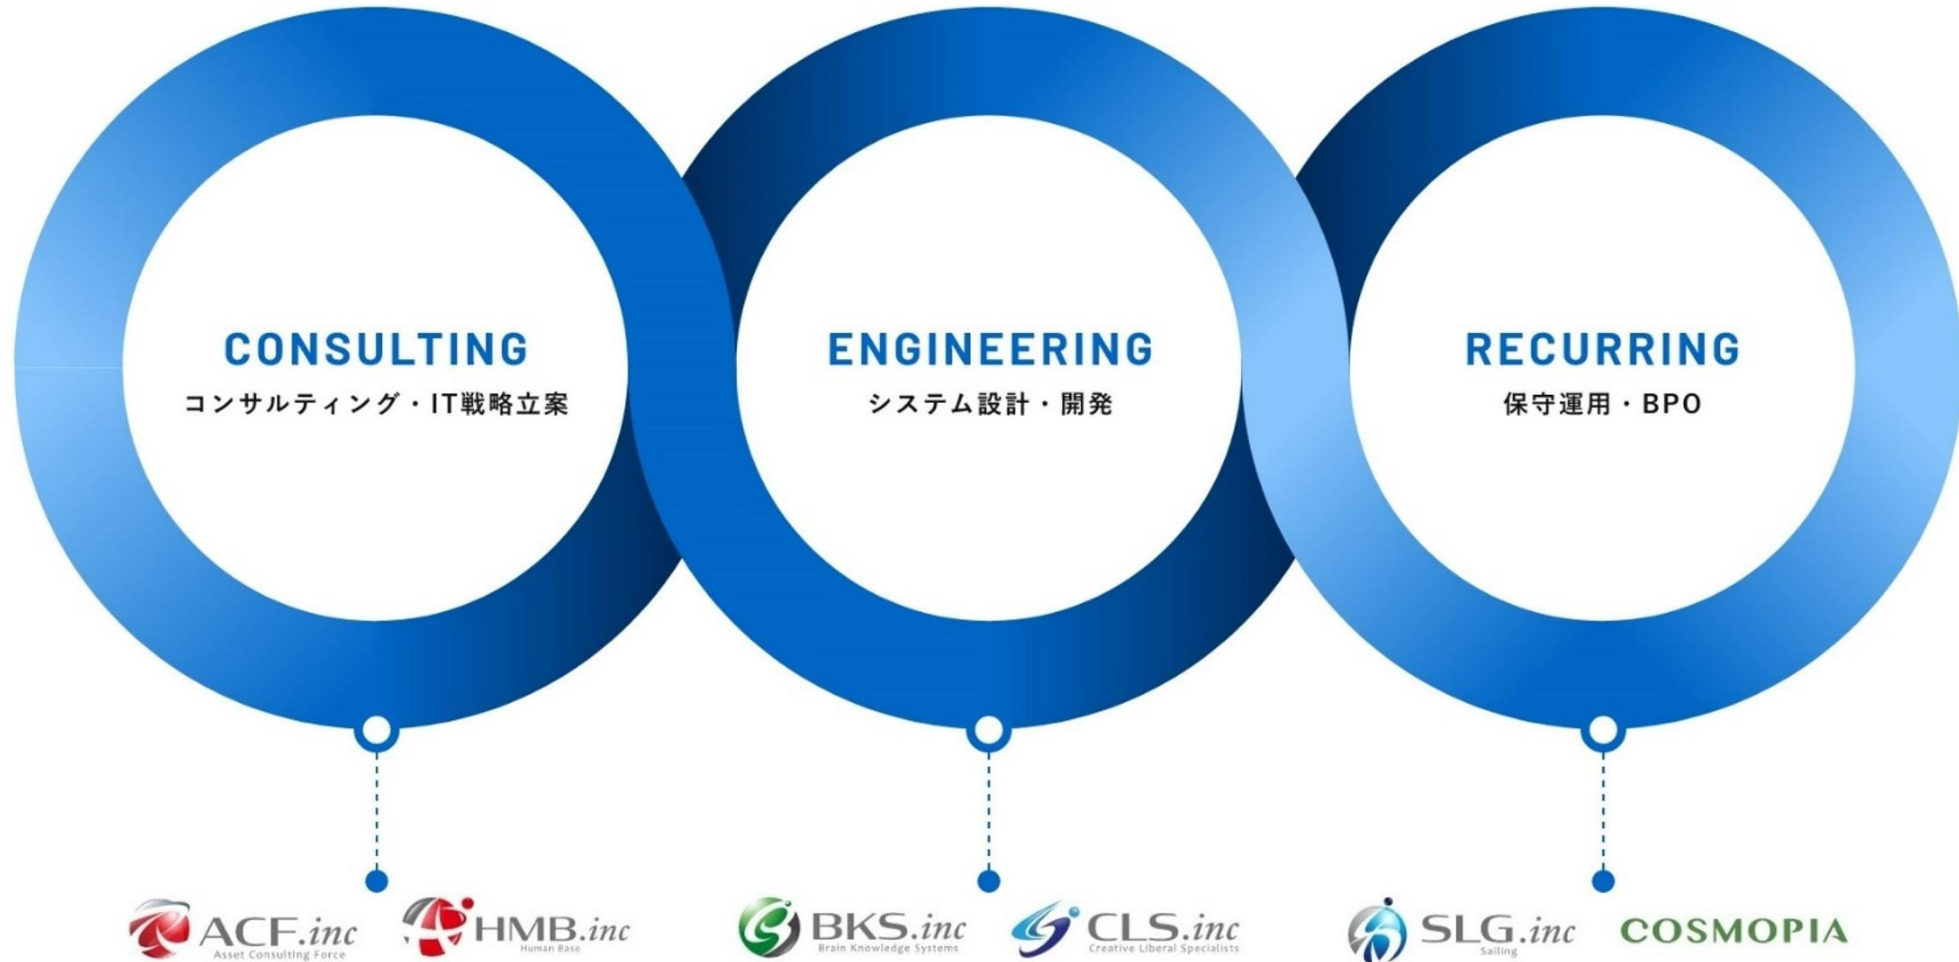 CONSULTING
コンサルティング・IT戦略立案
ENGINEERING
システム設計・開発
RECURRING
保守運用・BPO
ACF.inc
Asset Consulting Force
HMB.inc
Human Base
BKS.inc
Brain Knowledge Systems
CLS.inc
Creative Liberal Specialists
SLG.inc
Sailing
COSMOPIA